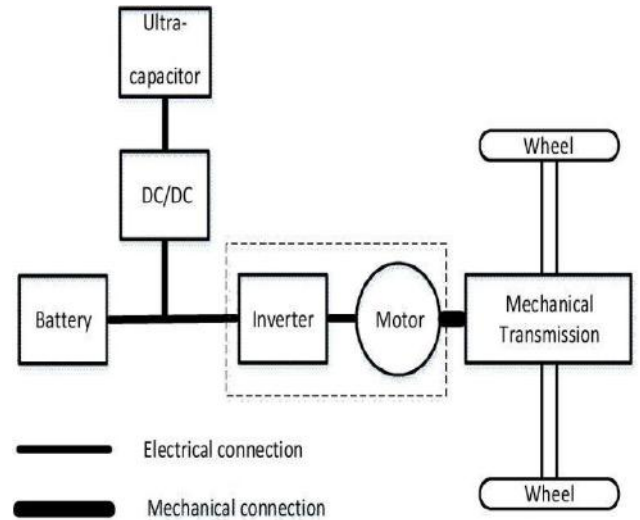 Ultra-
capacitor
DC/DC
Wheel
Battery
Inverter
Motor
Mechanical
Transmission
Electrical connection
Mechanical connection
Wheel